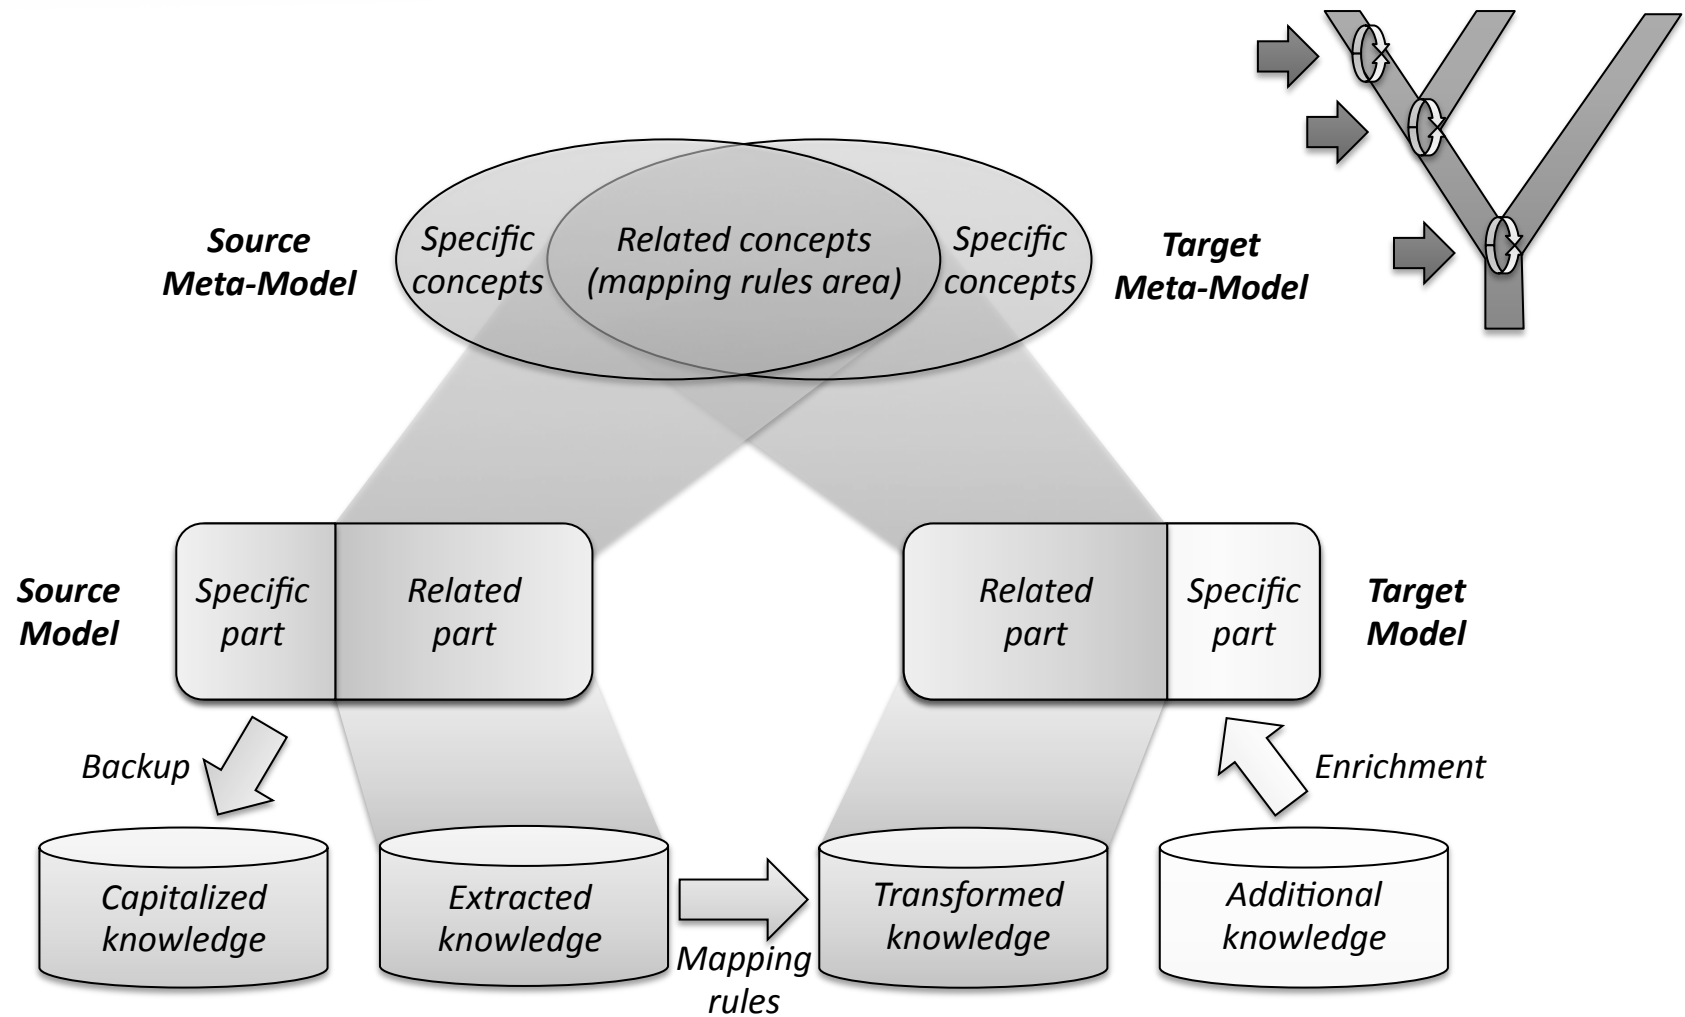 Source
Meta-Model
Specific
concepts
Related concepts
(mapping rules area)
Specific
concepts
Target
Meta-Model
Source
Model
Specific
part
Related
part
Related
part
Specific
part
Target
Model
Backup
Enrichment
Capitalized
knowledge
Extracted
knowledge
Mapping
rules
Transformed
knowledge
Additional
knowledge